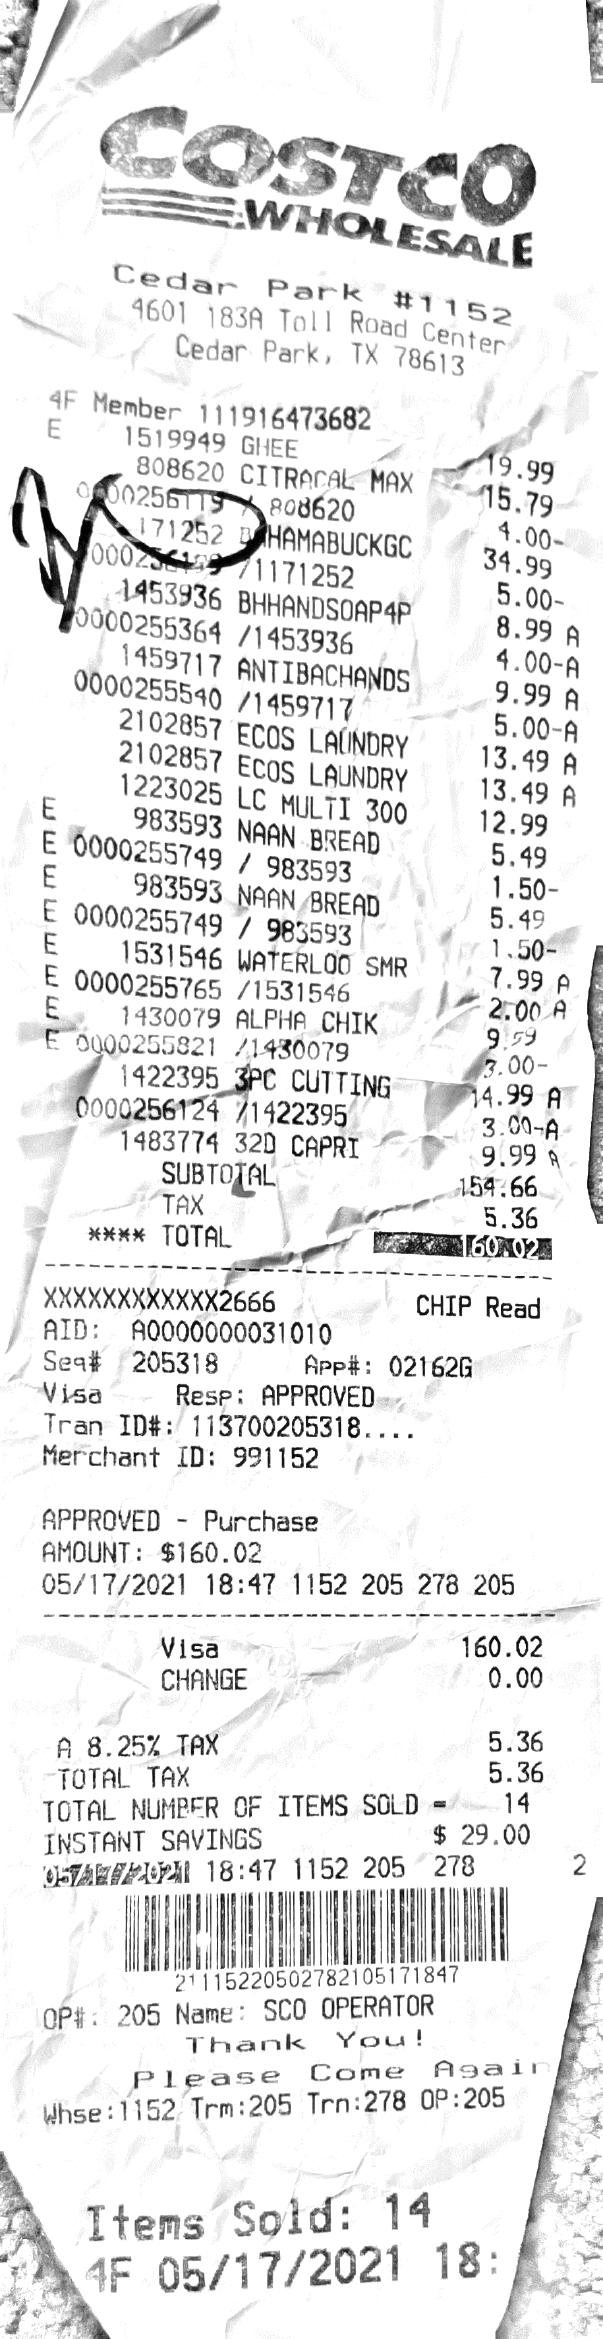 COSTCO
WHOLESALE
Cedar Park #1152
4601 183A Toll Road Center
Cedar Park, TX 78613
4F Member 111916473682
E 1519949 GHEE 19.99
808620 CITRACAL MAX 15.79
0000256119 / 808620 4.00-
171252 BAHAMABUCKGC 34.99
/1171252 5.00-
1453936 BHHANDSOAP4P 8.99 A
0000255364 /1453936 4.00-A
1459717 ANTIBACHANDS 9.99 A
0000255540 /1459717 5.00-A
2102857 ECOS LAUNDRY 13.49 A
2102857 ECOS LAUNDRY 13.49 A
1223025 LC MULTI 300 12.99
E 983593 NAAN BREAD 5.49
E 0000255749 / 983593 1.50-
E 983593 NAAN BREAD 5.49
E 0000255749 / 983593 1.50-
E 1531546 WATERLOO SMR 7.99 A
E 0000255765 /1531546 2.00 A
E 1430079 ALPHA CHIK
E 0000255821 /1430079 3.00-
1422395 3PC CUTTING 14.99 A
0000256124 /1422395 3.00-A
1483774 32D CAPRI 9.99 A
SUBTOTAL 154.66
TAX 5.36
**** TOTAL 160.02
XXXXXXXXXXXX2666 CHIP Read
AID: A0000000031010
Seq# 205318 App#: 02162G
Visa Resp: APPROVED
Tran ID#: 113700205318....
Merchant ID: 991152
APPROVED - Purchase
AMOUNT: $160.02
05/17/2021 18:47 1152 205 278 205
Visa 160.02
CHANGE 0.00
A 8.25% TAX 5.36
TOTAL TAX 5.36
TOTAL NUMBER OF ITEMS SOLD = 14
INSTANT SAVINGS $ 29.00
05/17/2021 18:47 1152 205 278 2
21115220502782105171847
OP#: 205 Name: SCO OPERATOR
Thank You!
Please Come Again
Whse:1152 Trm:205 Trn:278 OP:205
Items Sold: 14
4F 05/17/2021 18: